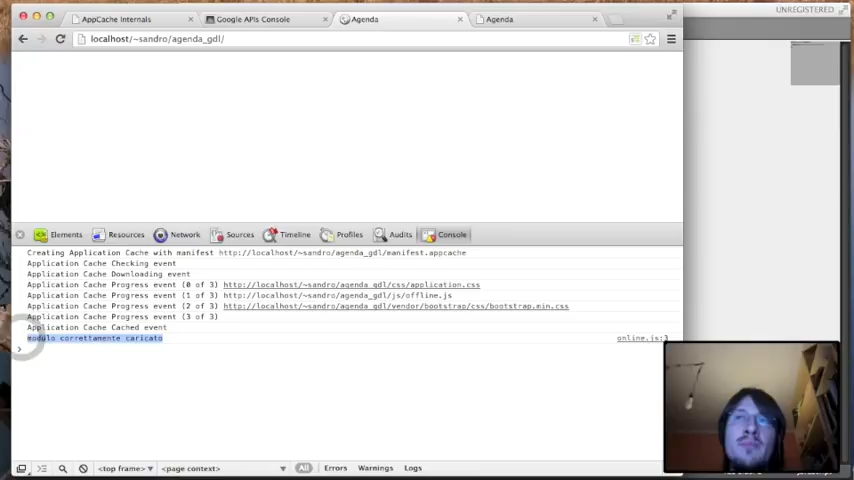 UNREGISTERED
AppCache Internals
Google APIs Console
Agenda
Agenda
localhost/~sandro/agenda_gdl/
Elements Resources Network Sources Timeline Profiles Audits Console
Creating Application Cache with manifest http://localhost/~sandro/agenda_gdl/manifest.appcache
Application Cache Checking event
Application Cache Downloading event
Application Cache Progress event (0 of 3) http://localhost/~sandro/agenda_gdl/css/application.css
Application Cache Progress event (1 of 3) http://localhost/~sandro/agenda_gdl/js/offline.js
Application Cache Progress event (2 of 3) http://localhost/~sandro/agenda_gdl/vendor/bootstrap/css/bootstrap.min.css
Application Cache Progress event (3 of 3)
Application Cache Cached event
modulo correttamente caricato online.js:3
<top frame> <page context> All Errors Warnings Logs